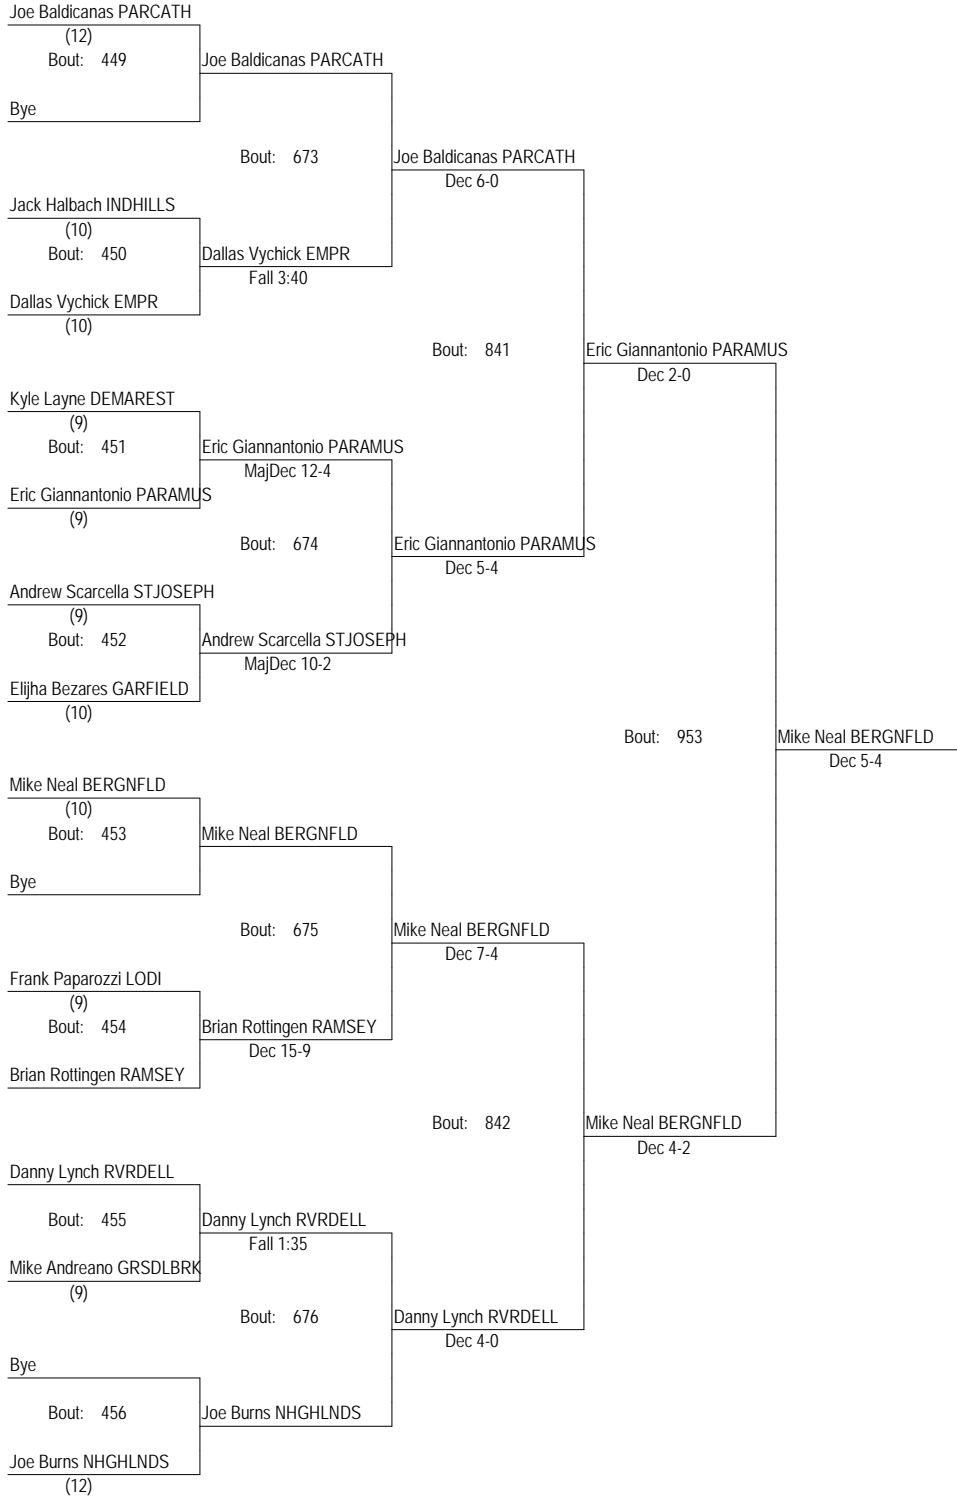 Joe Baldicanas PARCATH
(12)
Bout: 449
Joe Baldicanas PARCATH
Bye
Bout: 673
Joe Baldicanas PARCATH
Dec 6-0
Jack Halbach INDHILLS
(10)
Bout: 450
Dallas Vychick EMPR
Fall 3:40
Dallas Vychick EMPR
(10)
Bout: 841
Eric Giannantonio PARAMUS
Dec 2-0
Kyle Layne DEMAREST
(9)
Bout: 451
Eric Giannantonio PARAMUS
MajDec 12-4
Eric Giannantonio PARAMUS
(9)
Bout: 674
Eric Giannantonio PARAMUS
Dec 5-4
Andrew Scarcella STJOSEPH
(9)
Bout: 452
Andrew Scarcella STJOSEPH
MajDec 10-2
Elijha Bezares GARFIELD
(10)
Bout: 953
Mike Neal BERGNFLD
Dec 5-4
Mike Neal BERGNFLD
(10)
Bout: 453
Mike Neal BERGNFLD
Bye
Bout: 675
Mike Neal BERGNFLD
Dec 7-4
Frank Paparozzi LODI
(9)
Bout: 454
Brian Rottingen RAMSEY
Dec 15-9
Brian Rottingen RAMSEY
Bout: 842
Mike Neal BERGNFLD
Dec 4-2
Danny Lynch RVRDELL
Bout: 455
Danny Lynch RVRDELL
Fall 1:35
Mike Andreano GRSDLBRK
(9)
Bout: 676
Danny Lynch RVRDELL
Dec 4-0
Bye
Bout: 456
Joe Burns NHGHLNDS
Joe Burns NHGHLNDS
(12)